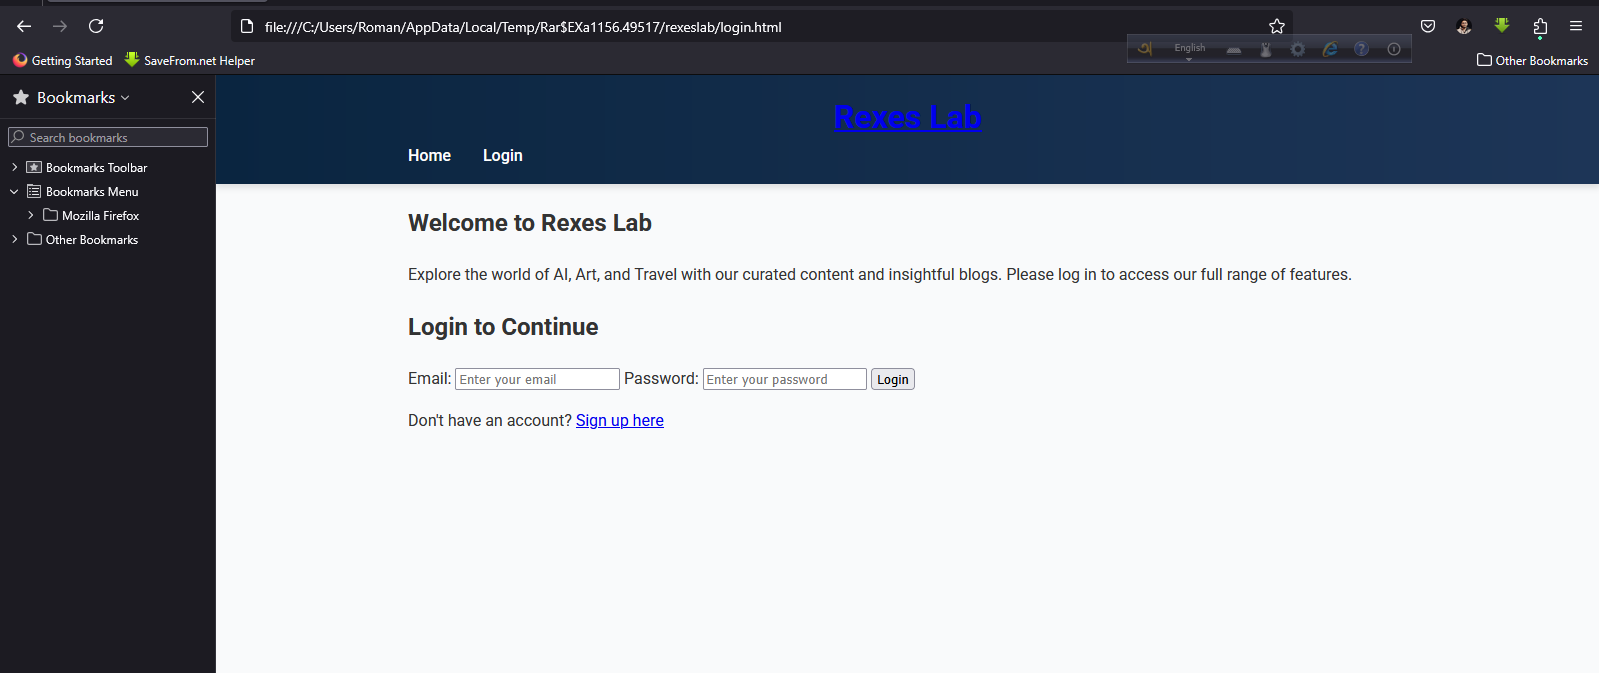 file:///C:/Users/Roman/AppData/Local/Temp/Rar$EXa1156.49517/rexeslab/login.html
Getting Started
SaveFrom.net Helper
অ English
Other Bookmarks
Bookmarks
Search bookmarks
Bookmarks Toolbar
Bookmarks Menu
Mozilla Firefox
Other Bookmarks
Rexes Lab
Home Login
Welcome to Rexes Lab
Explore the world of AI, Art, and Travel with our curated content and insightful blogs. Please log in to access our full range of features.
Login to Continue
Email: Enter your email Password: Enter your password Login
Don't have an account? Sign up here